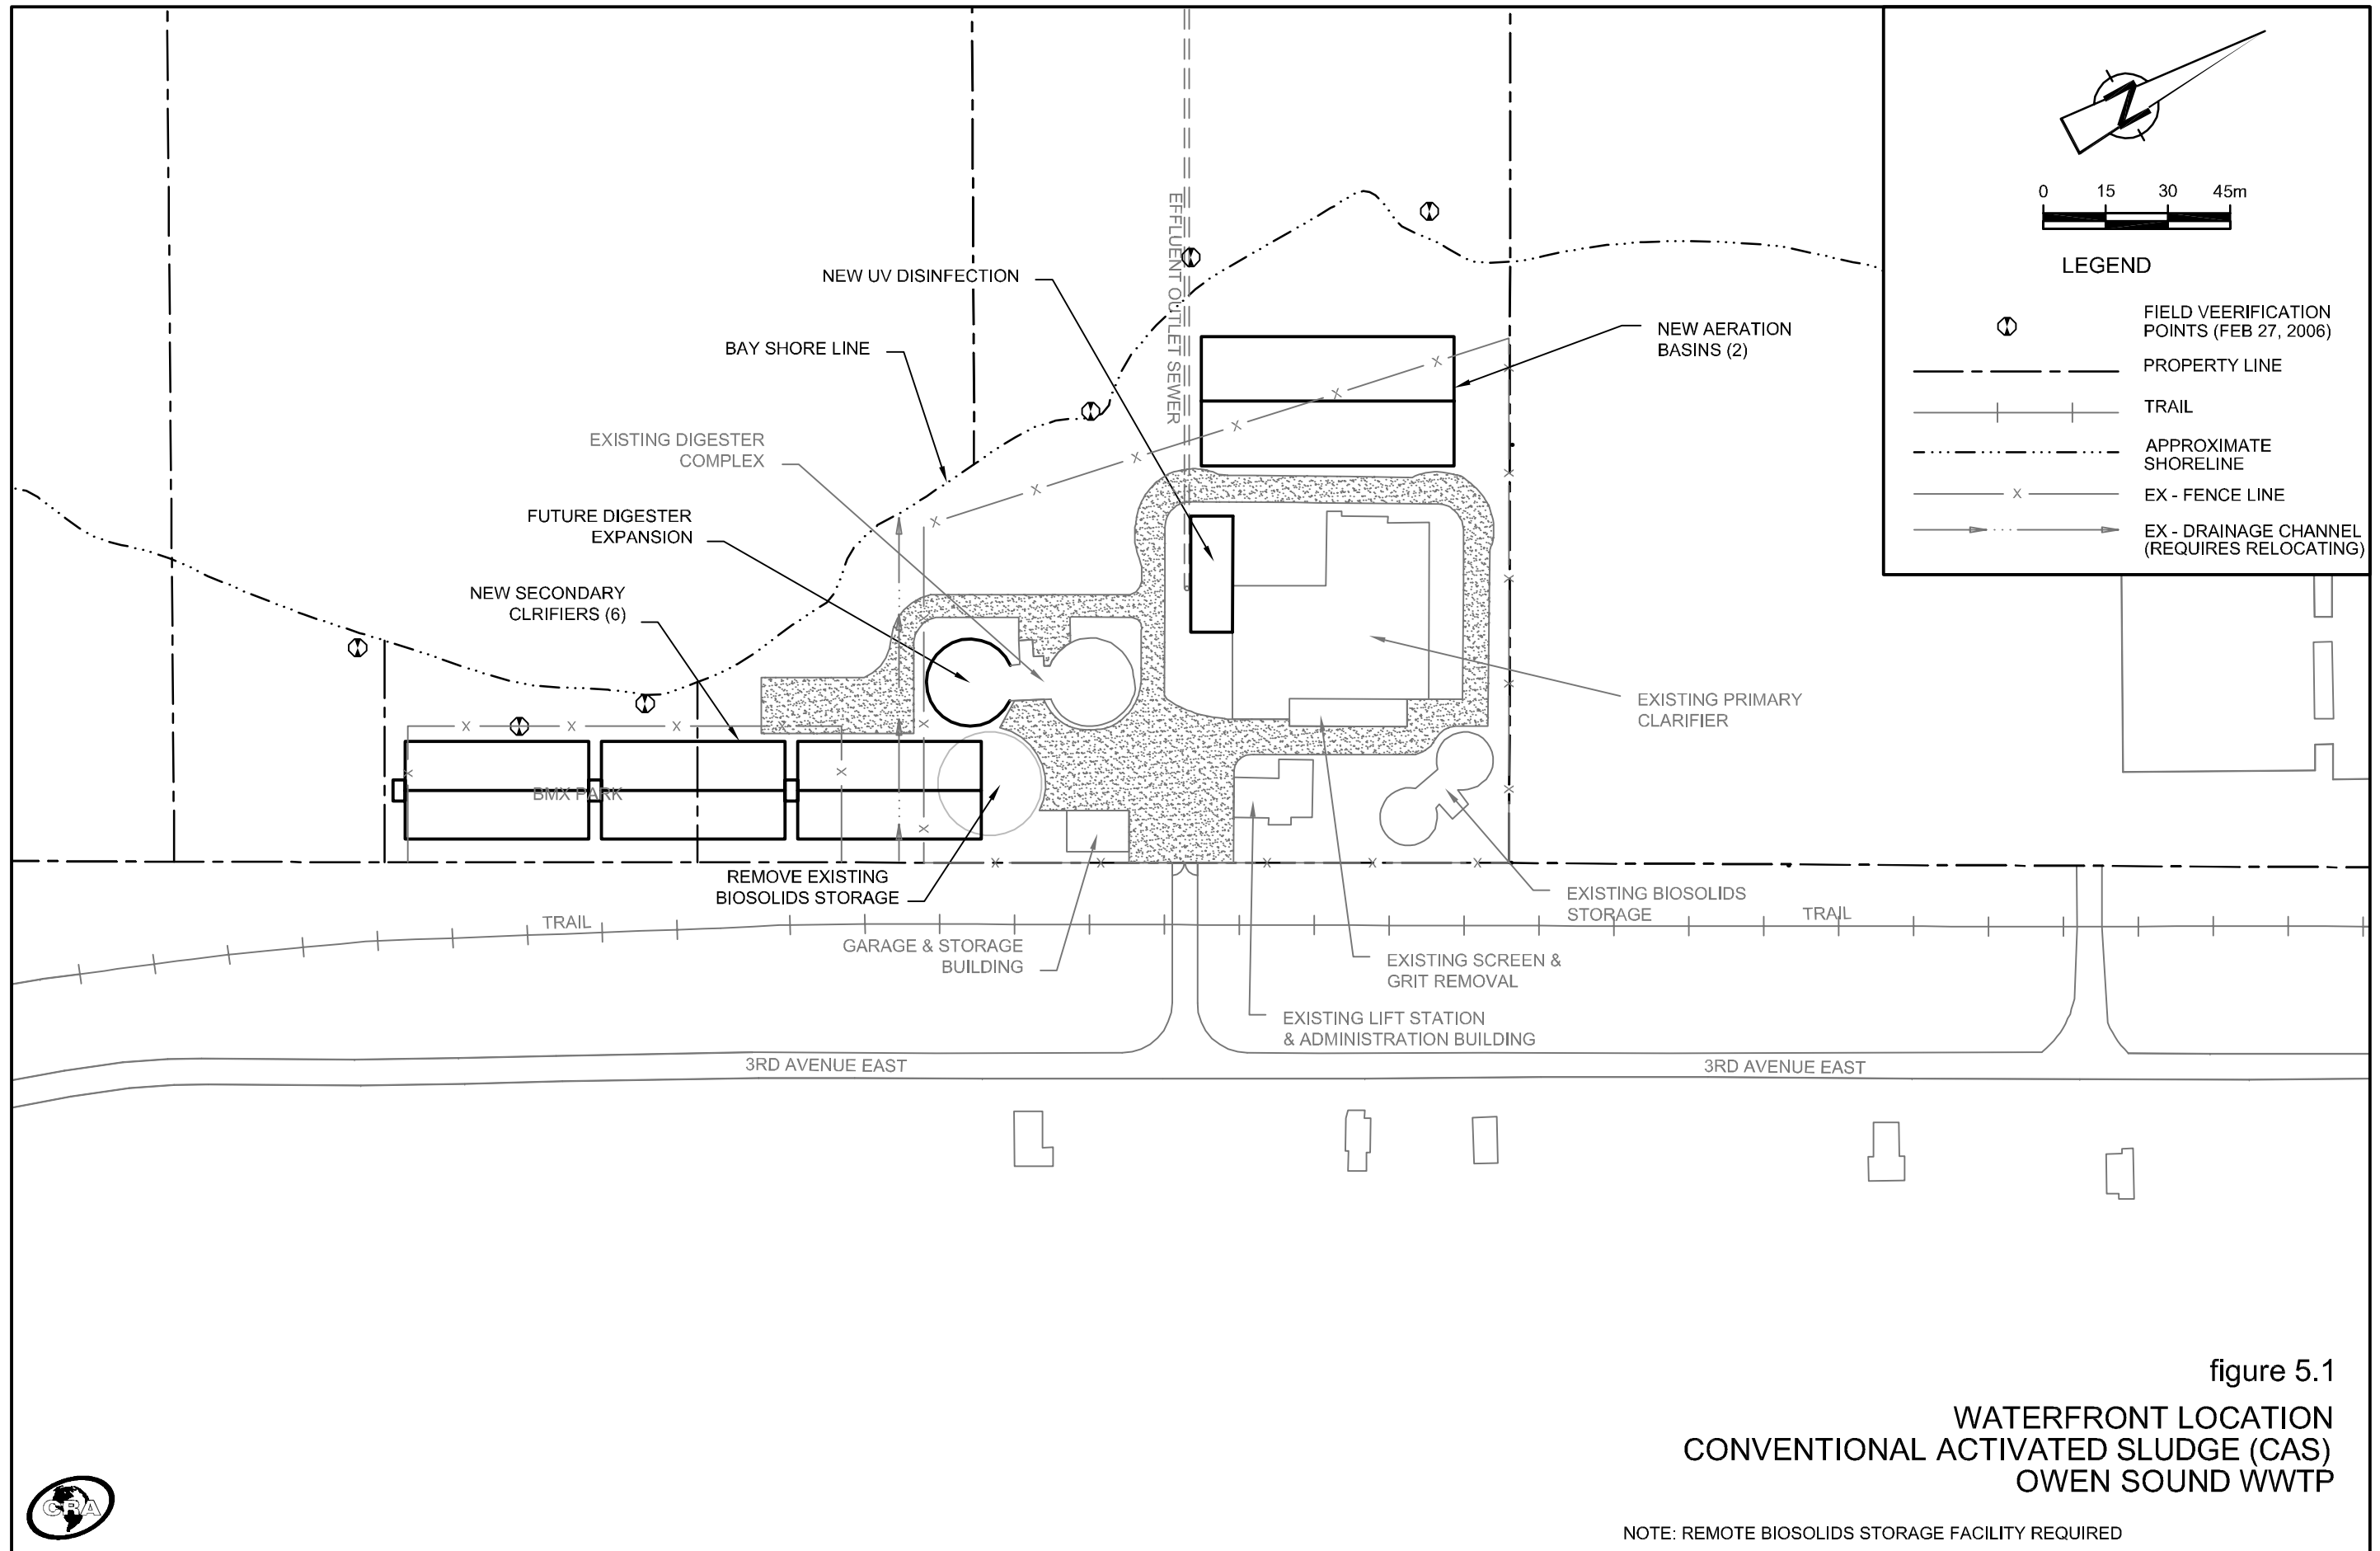 N
0 15 30 45m
LEGEND
FIELD VEERIFICATION
POINTS (FEB 27, 2006)
PROPERTY LINE
TRAIL
APPROXIMATE
SHORELINE
X
EX - FENCE LINE
EX - DRAINAGE CHANNEL
(REQUIRES RELOCATING)
EFFLUENT OUTLET SEWER
NEW UV DISINFECTION
NEW AERATION
BASINS (2)
BAY SHORE LINE
EXISTING DIGESTER
COMPLEX
FUTURE DIGESTER
EXPANSION
NEW SECONDARY
CLRIFIERS (6)
EXISTING PRIMARY
CLARIFIER
BMX PARK
REMOVE EXISTING
BIOSOLIDS STORAGE
EXISTING BIOSOLIDS
STORAGE
TRAIL
TRAIL
GARAGE & STORAGE
BUILDING
EXISTING SCREEN &
GRIT REMOVAL
EXISTING LIFT STATION
& ADMINISTRATION BUILDING
3RD AVENUE EAST
3RD AVENUE EAST
figure 5.1
WATERFRONT LOCATION
CONVENTIONAL ACTIVATED SLUDGE (CAS)
OWEN SOUND WWTP
CRA
NOTE: REMOTE BIOSOLIDS STORAGE FACILITY REQUIRED